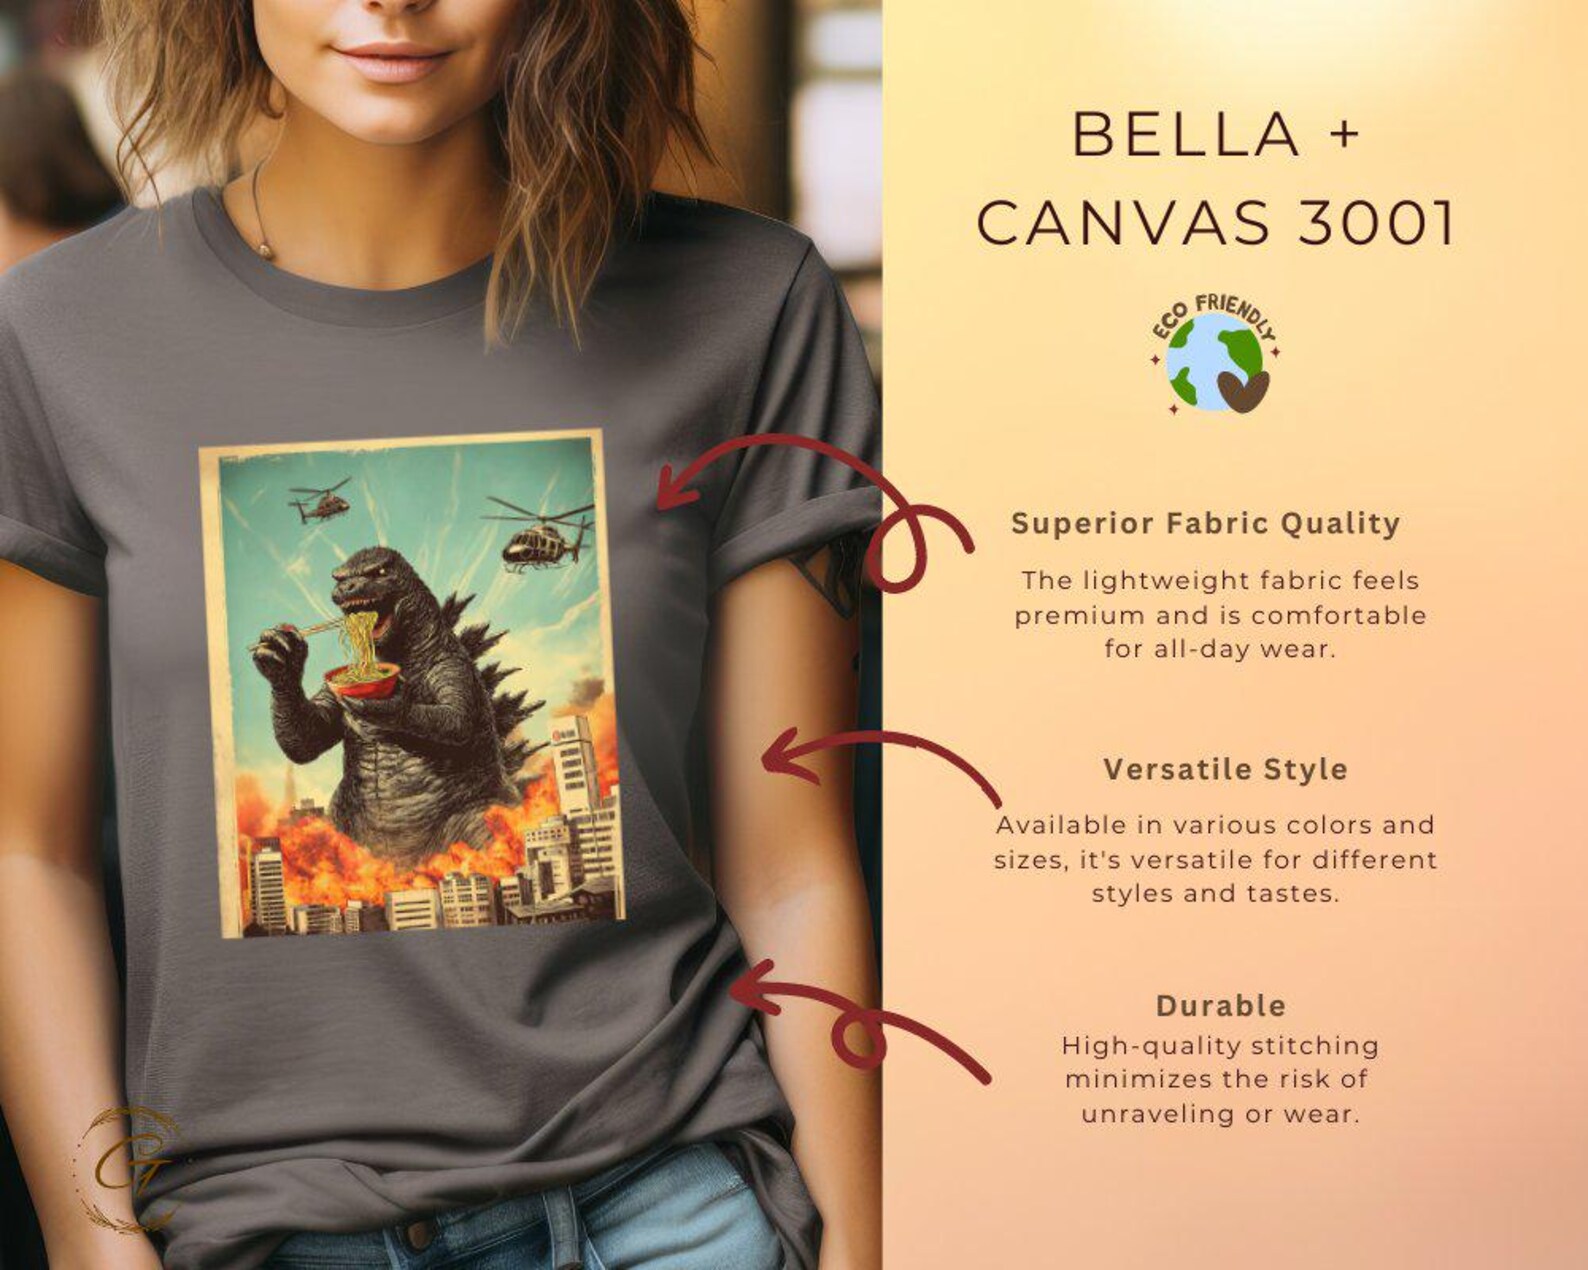 BELLA +
CANVAS 3001
ECO FRIENDLY
Superior Fabric Quality
The lightweight fabric feels
premium and is comfortable
for all-day wear.
Versatile Style
Available in various colors and
sizes, it's versatile for different
styles and tastes.
Durable
High-quality stitching
minimizes the risk of
unraveling or wear.